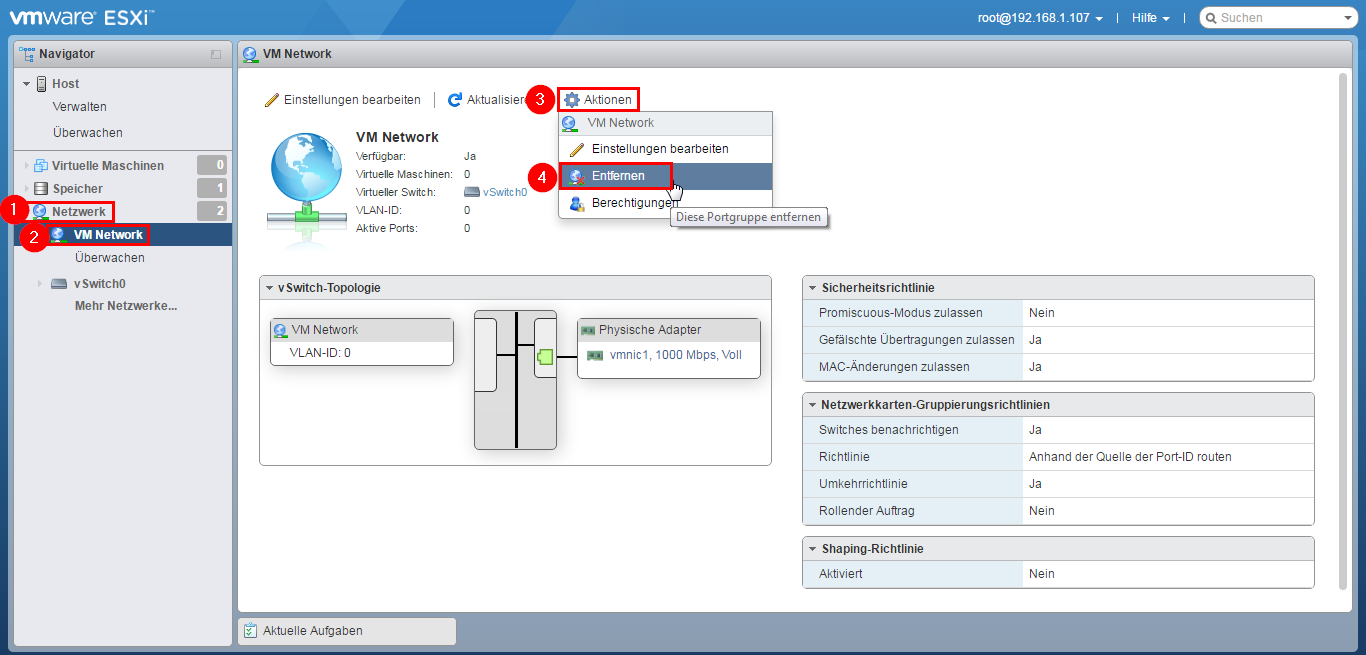 vmware ESXi™
root@192.168.1.107 | Hilfe | Suchen
Navigator
Host
Verwalten
Überwachen
Virtuelle Maschinen 0
Speicher 1
1 Netzwerk 2
2 VM Network
Überwachen
vSwitch0
Mehr Netzwerke...
VM Network
Einstellungen bearbeiten | Aktualisieren 3 Aktionen
VM Network
Einstellungen bearbeiten
4 Entfernen
Berechtigungen
Diese Portgruppe entfernen
VM Network
Verfügbar: Ja
Virtuelle Maschinen: 0
Virtueller Switch: vSwitch0
VLAN-ID: 0
Aktive Ports: 0
vSwitch-Topologie
VM Network
VLAN-ID: 0
Physische Adapter
vmnic1, 1000 Mbps, Voll
Sicherheitsrichtlinie
Promiscuous-Modus zulassen Nein
Gefälschte Übertragungen zulassen Ja
MAC-Änderungen zulassen Ja
Netzwerkkarten-Gruppierungsrichtlinien
Switches benachrichtigen Ja
Richtlinie Anhand der Quelle der Port-ID routen
Umkehrrichtlinie Ja
Rollender Auftrag Nein
Shaping-Richtlinie
Aktiviert Nein
Aktuelle Aufgaben